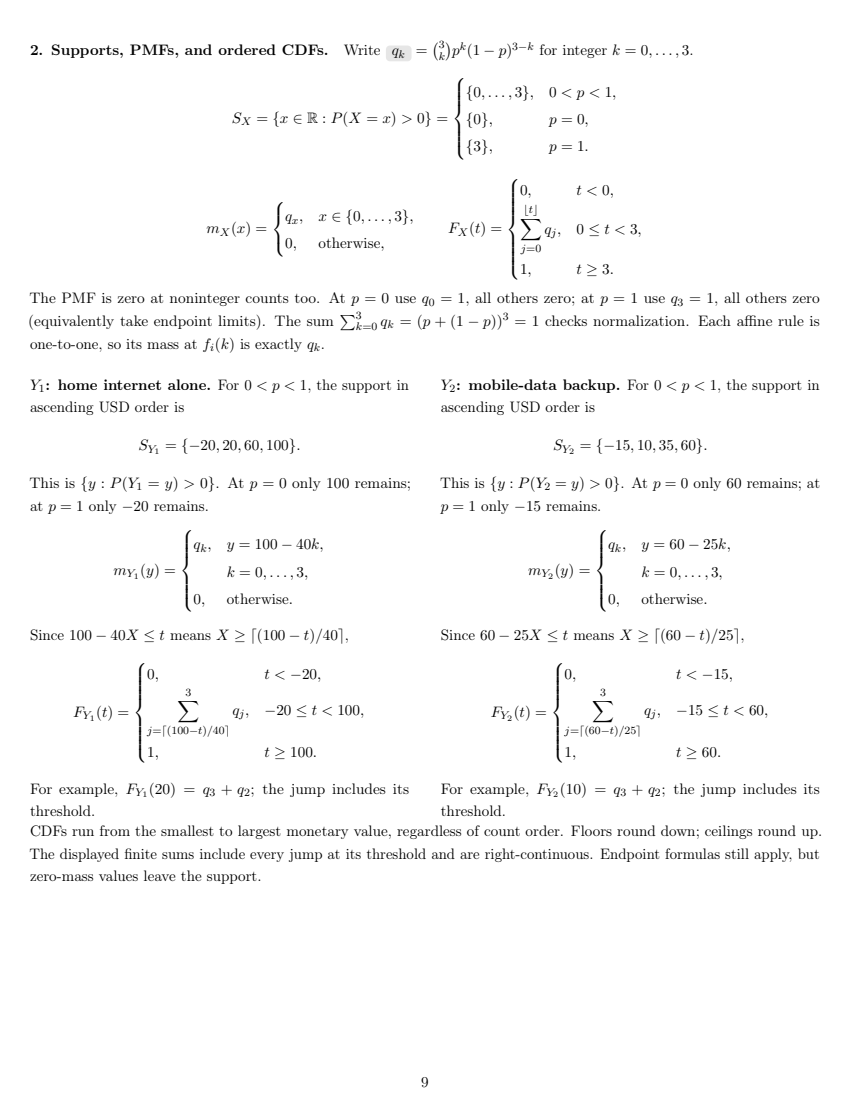 2. Supports, PMFs, and ordered CDFs. Write q_k = \binom{3}{k} p^k (1 − p)^{3−k} for integer k = 0, . . . , 3.
S_X = {x ∈ ℝ : P(X = x) > 0} = { {0, . . . , 3}, 0 < p < 1,
{0}, p = 0,
{3}, p = 1.
m_X(x) = { q_x, x ∈ {0, . . . , 3},
0, otherwise,
F_X(t) = { 0, t < 0,
∑_{j=0}^{⌊t⌋} q_j, 0 ≤ t < 3,
1, t ≥ 3.
The PMF is zero at noninteger counts too. At p = 0 use q_0 = 1, all others zero; at p = 1 use q_3 = 1, all others zero
(equivalently take endpoint limits). The sum ∑_{k=0}^{3} q_k = (p + (1 − p))^3 = 1 checks normalization. Each affine rule is
one-to-one, so its mass at f_i(k) is exactly q_k.
Y_1: home internet alone. For 0 < p < 1, the support in
ascending USD order is
S_{Y_1} = {−20, 20, 60, 100}.
This is {y : P(Y_1 = y) > 0}. At p = 0 only 100 remains;
at p = 1 only −20 remains.
m_{Y_1}(y) = { q_k, y = 100 − 40k,
k = 0, . . . , 3,
0, otherwise.
Since 100 − 40X ≤ t means X ≥ ⌈(100 − t)/40⌉,
F_{Y_1}(t) = { 0, t < −20,
∑_{j=⌈(100−t)/40⌉}^{3} q_j, −20 ≤ t < 100,
1, t ≥ 100.
For example, F_{Y_1}(20) = q_3 + q_2; the jump includes its
threshold.
Y_2: mobile-data backup. For 0 < p < 1, the support in
ascending USD order is
S_{Y_2} = {−15, 10, 35, 60}.
This is {y : P(Y_2 = y) > 0}. At p = 0 only 60 remains; at
p = 1 only −15 remains.
m_{Y_2}(y) = { q_k, y = 60 − 25k,
k = 0, . . . , 3,
0, otherwise.
Since 60 − 25X ≤ t means X ≥ ⌈(60 − t)/25⌉,
F_{Y_2}(t) = { 0, t < −15,
∑_{j=⌈(60−t)/25⌉}^{3} q_j, −15 ≤ t < 60,
1, t ≥ 60.
For example, F_{Y_2}(10) = q_3 + q_2; the jump includes its
threshold.
CDFs run from the smallest to largest monetary value, regardless of count order. Floors round down; ceilings round up.
The displayed finite sums include every jump at its threshold and are right-continuous. Endpoint formulas still apply, but
zero-mass values leave the support.
9